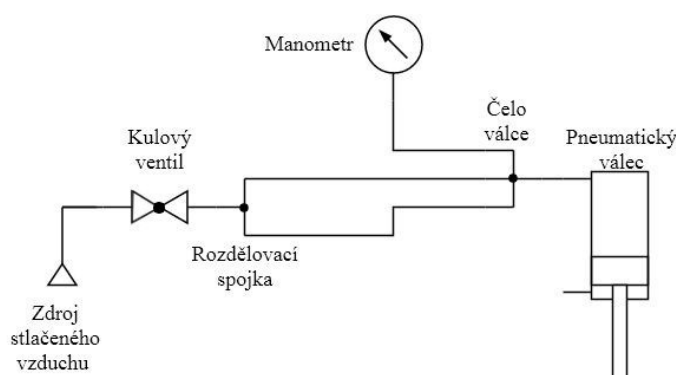 Manometr
Čelo
válce
Kulový
ventil
Pneumatický
válec
Rozdělovací
spojka
Zdroj
stlačeného
vzduchu